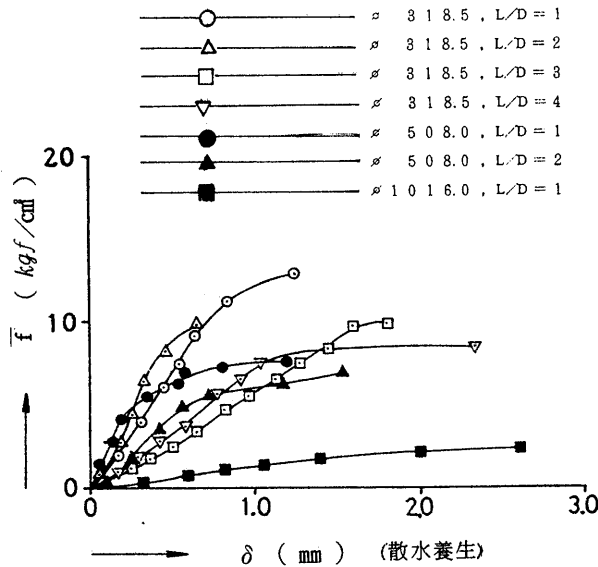 ø 318.5, L/D=1
ø 318.5, L/D=2
ø 318.5, L/D=3
ø 318.5, L/D=4
ø 508.0, L/D=1
ø 508.0, L/D=2
ø 1016.0, L/D=1
20
10
0
f̅ ( kgf/cm² )
0 1.0 2.0 3.0
δ ( mm ) (散水養生)